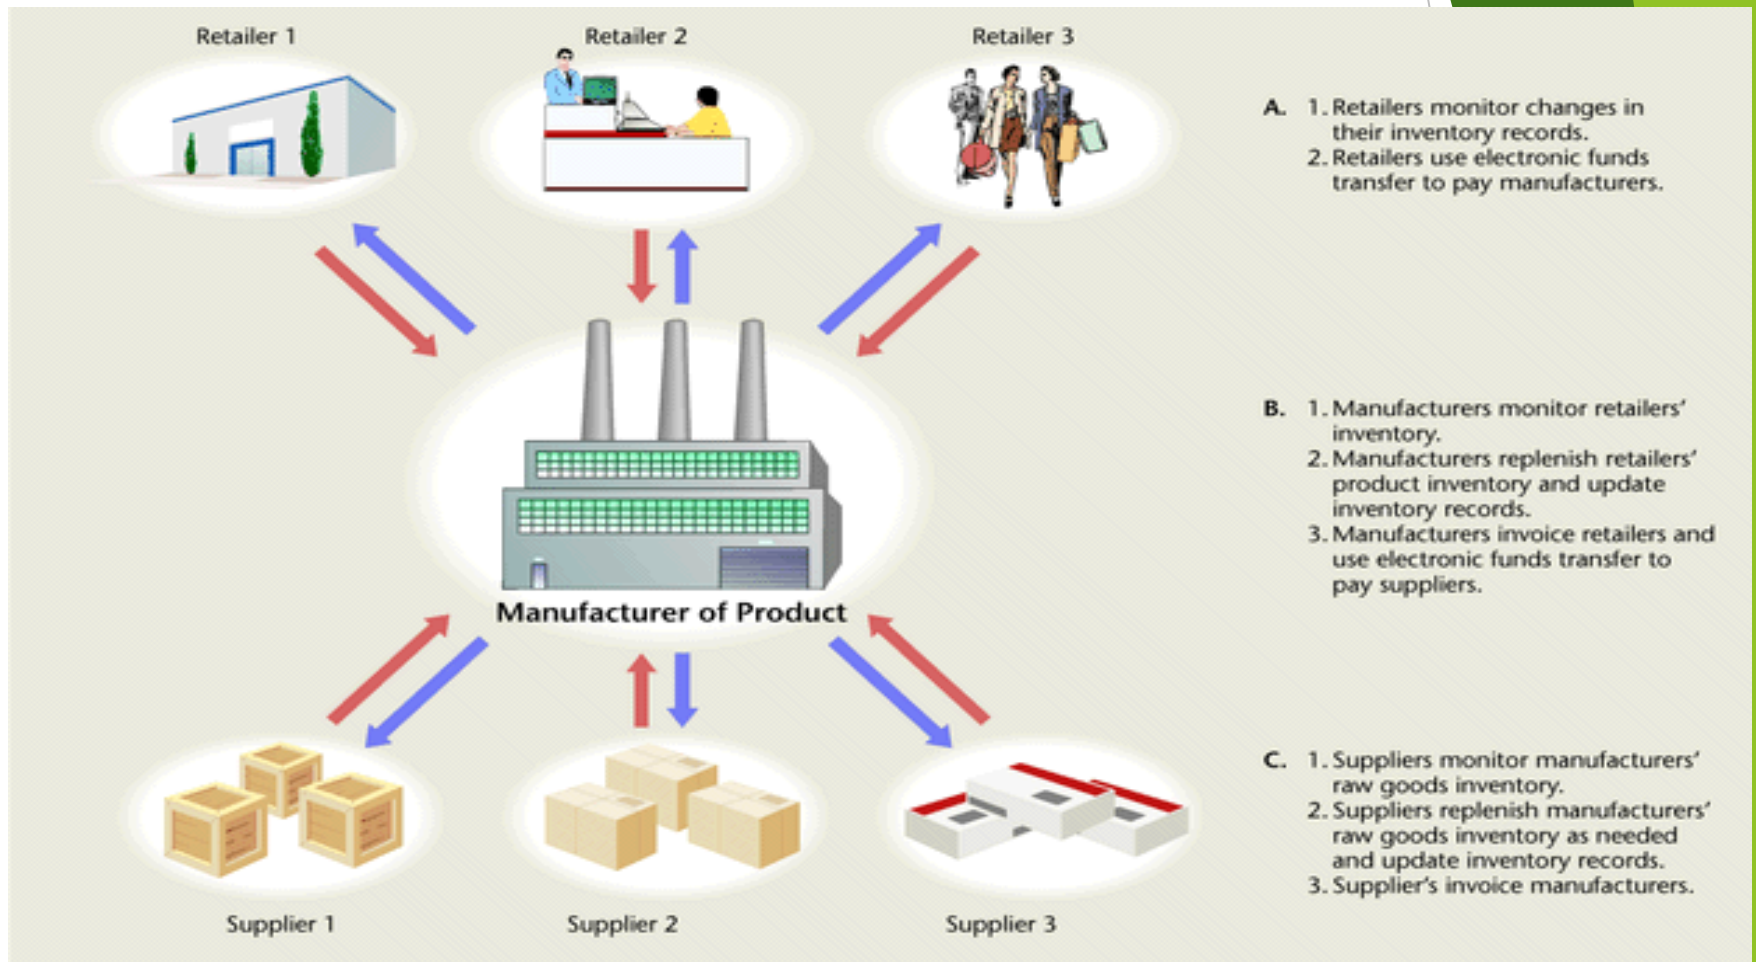 Retailer 1
Retailer 2
Retailer 3
A. 1. Retailers monitor changes in
their inventory records.
2. Retailers use electronic funds
transfer to pay manufacturers.
B. 1. Manufacturers monitor retailers'
inventory.
2. Manufacturers replenish retailers'
product inventory and update
inventory records.
3. Manufacturers invoice retailers and
use electronic funds transfer to
pay suppliers.
Manufacturer of Product
C. 1. Suppliers monitor manufacturers'
raw goods inventory.
2. Suppliers replenish manufacturers'
raw goods inventory as needed
and update inventory records.
3. Supplier's invoice manufacturers.
Supplier 1
Supplier 2
Supplier 3